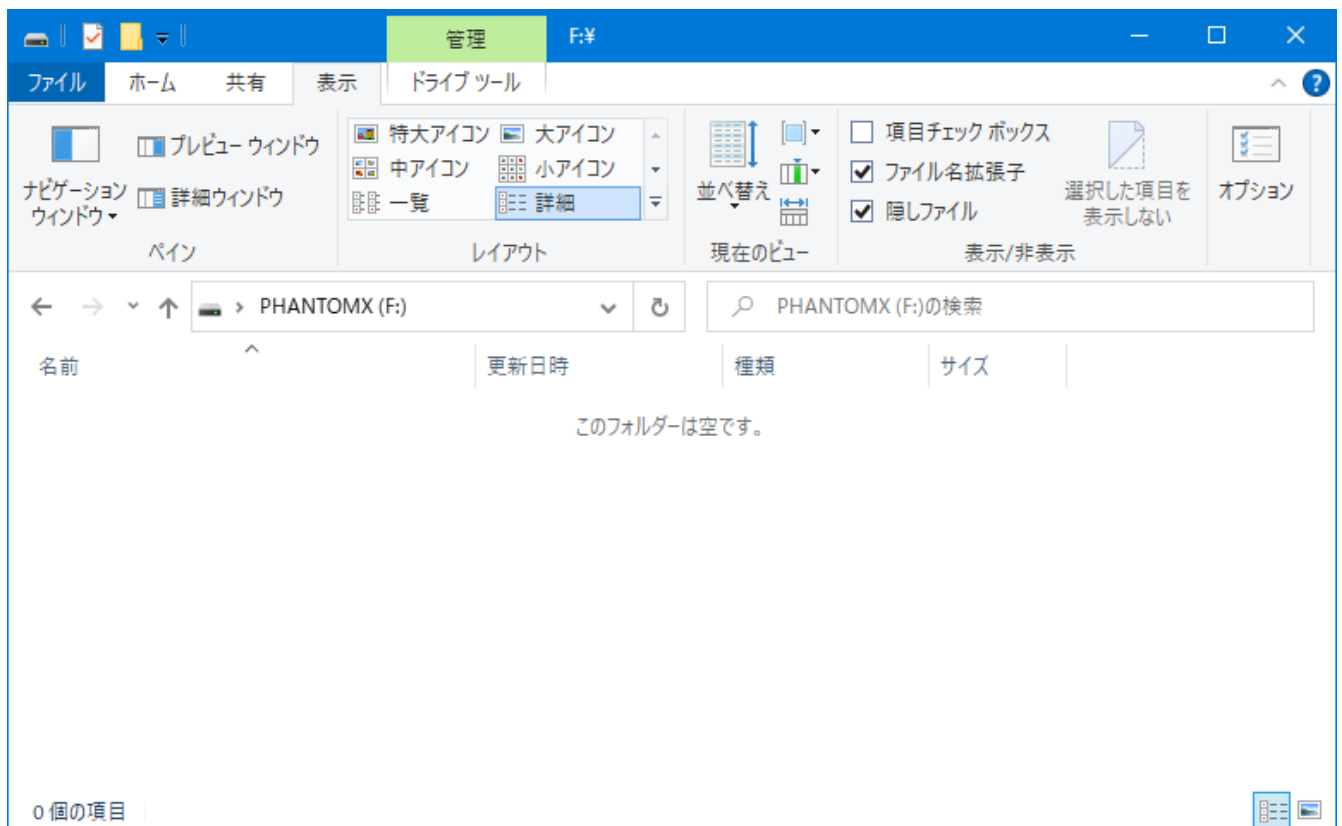 管理 F:¥
ファイル ホーム 共有 表示 ドライブ ツール
ナビゲーション
ウィンドウ
プレビュー ウィンドウ
詳細ウィンドウ
ペイン
特大アイコン 大アイコン
中アイコン 小アイコン
一覧 詳細
レイアウト
並べ替え
現在のビュー
項目チェック ボックス
ファイル名拡張子
隠しファイル
選択した項目を
表示しない
表示/非表示
オプション
PHANTOMX (F:) PHANTOMX (F:)の検索
名前 更新日時 種類 サイズ
このフォルダーは空です。
0 個の項目